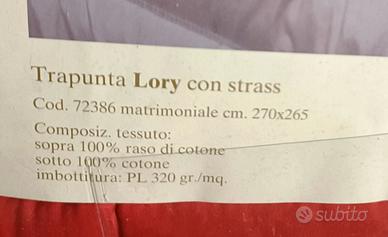 Trapunta Lory con strass
Cod. 72386 matrimoniale cm. 270x265
Composiz. tessuto:
sopra 100% raso di cotone
sotto 100% cotone
imbottitura: PL 320 gr./mq.
subito